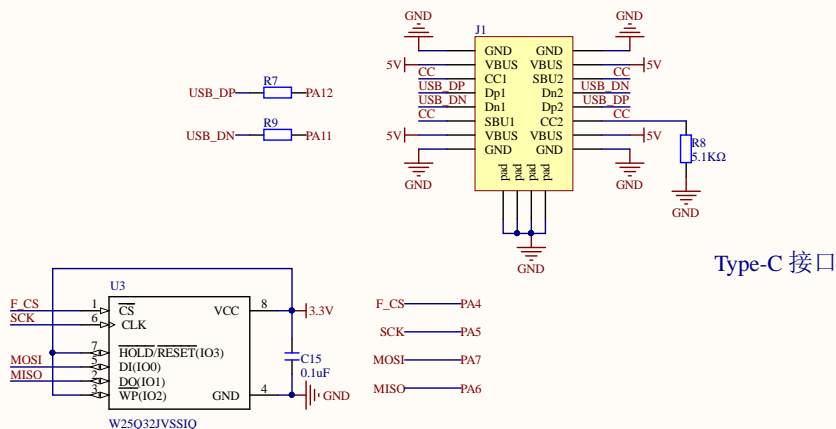 GND
GND
J1
GND GND
5V VBUS VBUS 5V
CC CC1 SBU2 CC
USB_DP Dp1 Dn2 USB_DN
USB_DN Dn1 Dp2 USB_DP
CC SBU1 CC2 CC
5V VBUS VBUS 5V
GND GND
GND
GND
pad pad pad pad
GND
R8
5.1KΩ
GND
R7
USB_DP PA12
R9
USB_DN PA11
Type-C 接口
U3
F_CS 1 CS VCC 8 3.3V
SCK 6 CLK
7 HOLD/RESET(IO3)
MOSI 5 DI(IO0)
MISO 2 DO(IO1)
3 WP(IO2) GND 4 GND
C15
0.1uF
W25Q32JVSSIQ
F_CS PA4
SCK PA5
MOSI PA7
MISO PA6